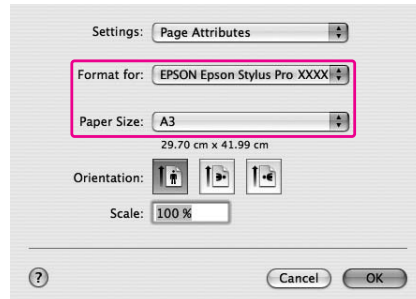 Settings: Page Attributes
Format for: EPSON Epson Stylus Pro XXXX
Paper Size: A3
29.70 cm x 41.99 cm
Orientation:
Scale: 100 %
? Cancel OK